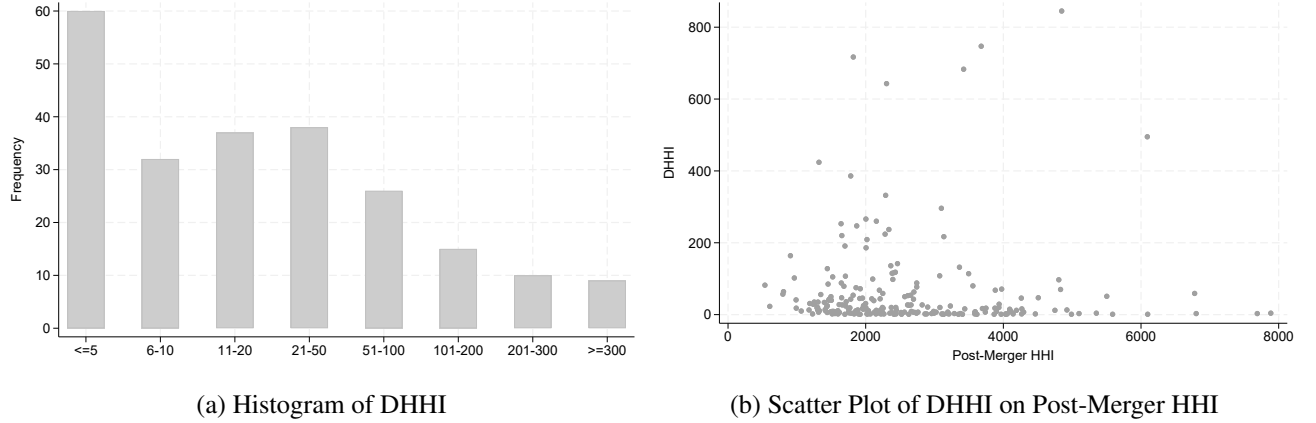 60
50
40
30
20
10
0
Frequency
<=5 6-10 11-20 21-50 51-100 101-200 201-300 >=300
(a) Histogram of DHHI
800
600
400
200
0
DHHI
0 2000 4000 6000 8000
Post-Merger HHI
(b) Scatter Plot of DHHI on Post-Merger HHI